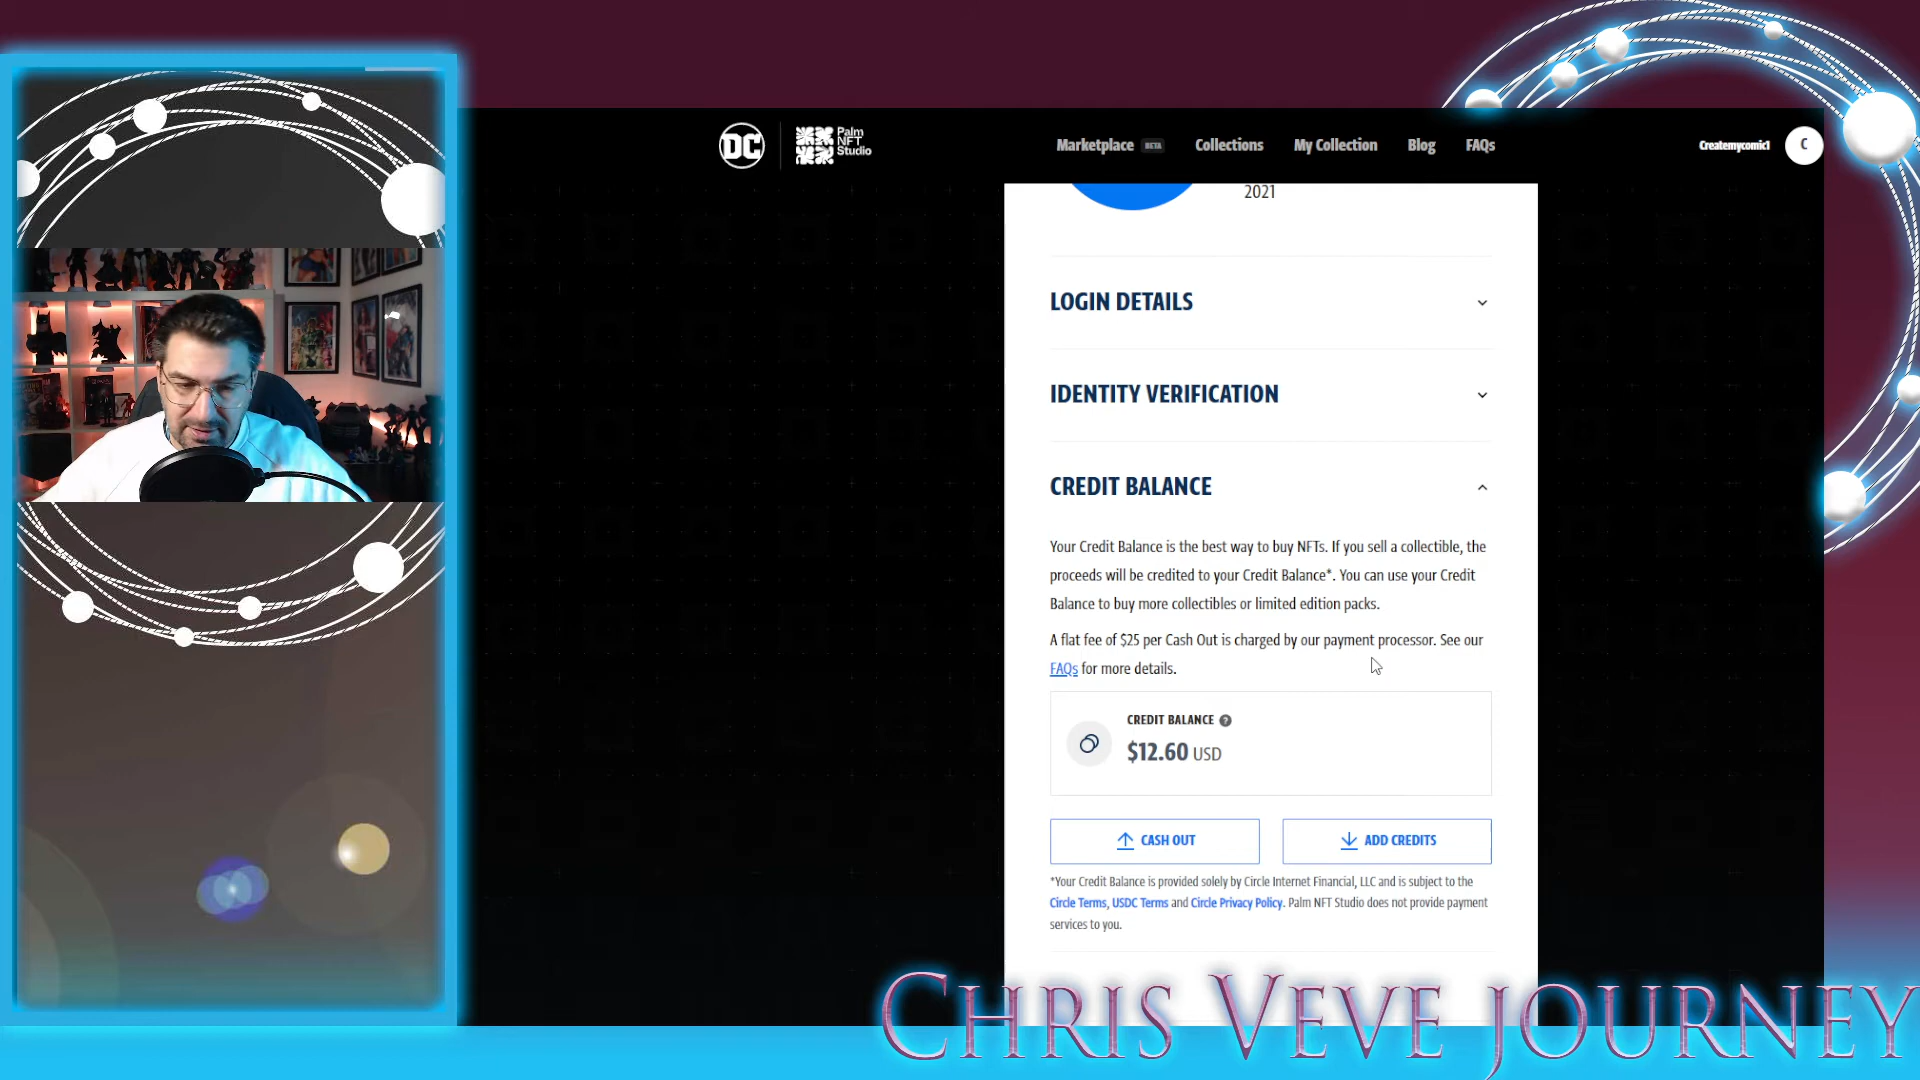 DC
Palm
NFT
Studio
Marketplace BETA
Collections
My Collection
Blog
FAQs
Createmycomic1
C
2021
LOGIN DETAILS
IDENTITY VERIFICATION
CREDIT BALANCE
Your Credit Balance is the best way to buy NFTs. If you sell a collectible, the
proceeds will be credited to your Credit Balance*. You can use your Credit
Balance to buy more collectibles or limited edition packs.
A flat fee of $25 per Cash Out is charged by our payment processor. See our
FAQs for more details.
CREDIT BALANCE ?
$12.60 USD
CASH OUT
ADD CREDITS
*Your Credit Balance is provided solely by Circle Internet Financial, LLC and is subject to the
Circle Terms, USDC Terms and Circle Privacy Policy. Palm NFT Studio does not provide payment
services to you.
CHRIS VEVE JOURNEY